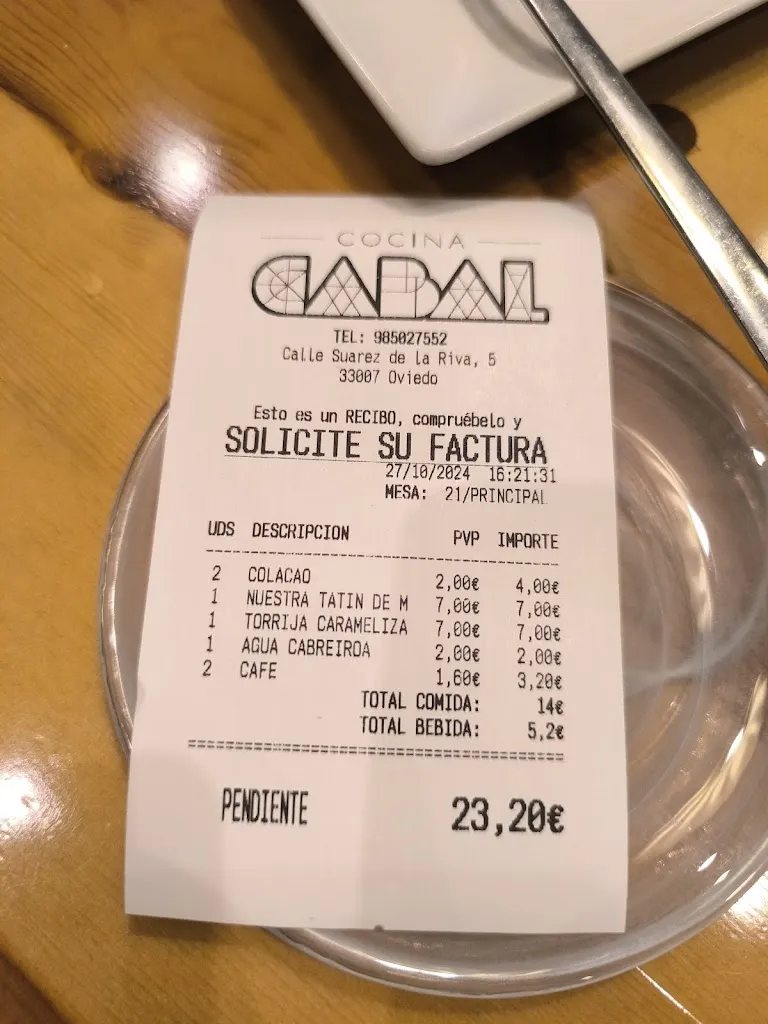 COCINA
CABAL
TEL: 985027552
Calle Suarez de la Riva, 5
33007 Oviedo
Esto es un RECIBO, compruébelo y
SOLICITE SU FACTURA
27/10/2024 16:21:31
MESA: 21/PRINCIPAL
UDS DESCRIPCION PVP IMPORTE
2 COLACAO 2,00€ 4,00€
1 NUESTRA TATIN DE M 7,00€ 7,00€
1 TORRIJA CARAMELIZA 7,00€ 7,00€
1 AGUA CABREIROA 2,00€ 2,00€
2 CAFE 1,60€ 3,20€
TOTAL COMIDA: 14€
TOTAL BEBIDA: 5,2€
PENDIENTE 23,20€